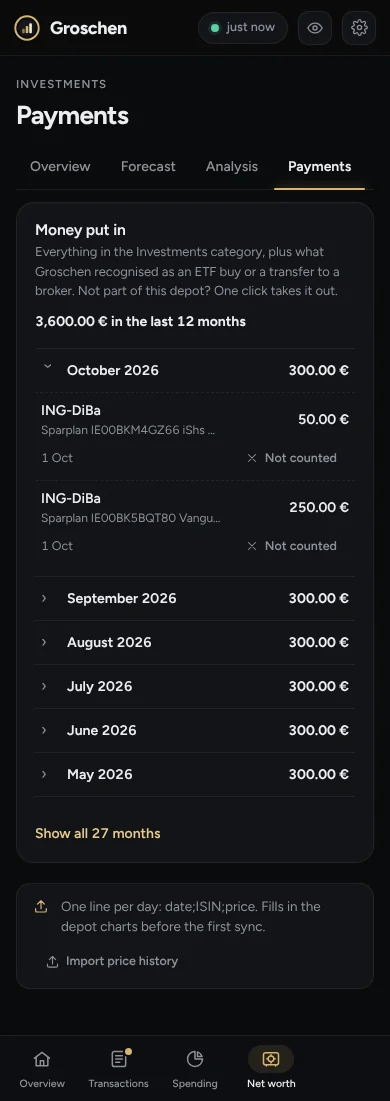 Groschen
just now
INVESTMENTS
Payments
Overview
Forecast
Analysis
Payments
Money put in
Everything in the Investments category, plus what
Groschen recognised as an ETF buy or a transfer to a
broker. Not part of this depot? One click takes it out.
3,600.00 € in the last 12 months
October 2026 300.00 €
ING-DiBa 50.00 €
Sparplan IE00BKM4GZ66 iShs ...
1 Oct Not counted
ING-DiBa 250.00 €
Sparplan IE00BK5BQT80 Vangu...
1 Oct Not counted
September 2026 300.00 €
August 2026 300.00 €
July 2026 300.00 €
June 2026 300.00 €
May 2026 300.00 €
Show all 27 months
One line per day: date;ISIN;price. Fills in the
depot charts before the first sync.
Import price history
Overview
Transactions
Spending
Net worth